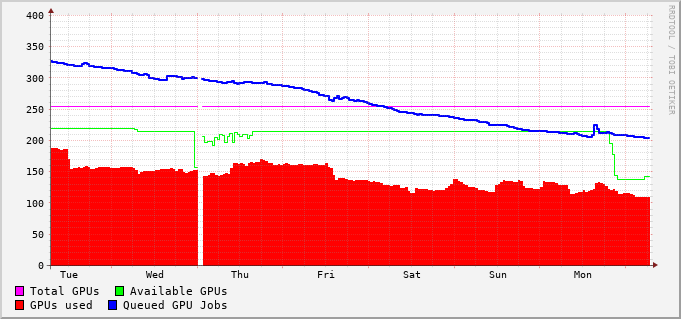 400
350
300
250
200
150
100
50
0
Tue Wed Thu Fri Sat Sun Mon
Total GPUs Available GPUs
GPUs used Queued GPU Jobs
RRDTOOL / TOBI OETIKER